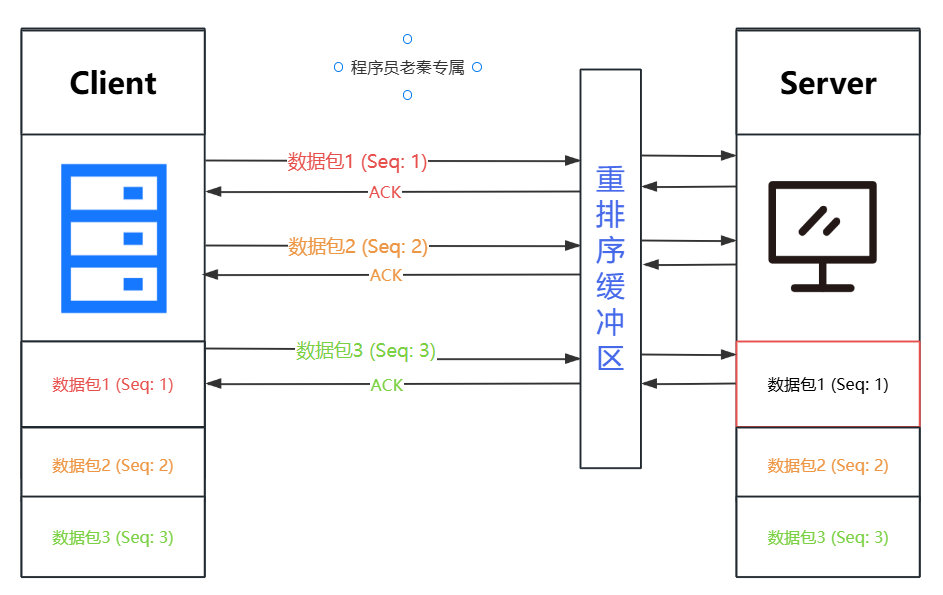 Client
程序员老秦专属
Server
数据包1 (Seq: 1)
ACK
数据包2 (Seq: 2)
ACK
数据包3 (Seq: 3)
ACK
重排序缓冲区
数据包1 (Seq: 1)
数据包2 (Seq: 2)
数据包3 (Seq: 3)
数据包1 (Seq: 1)
数据包2 (Seq: 2)
数据包3 (Seq: 3)